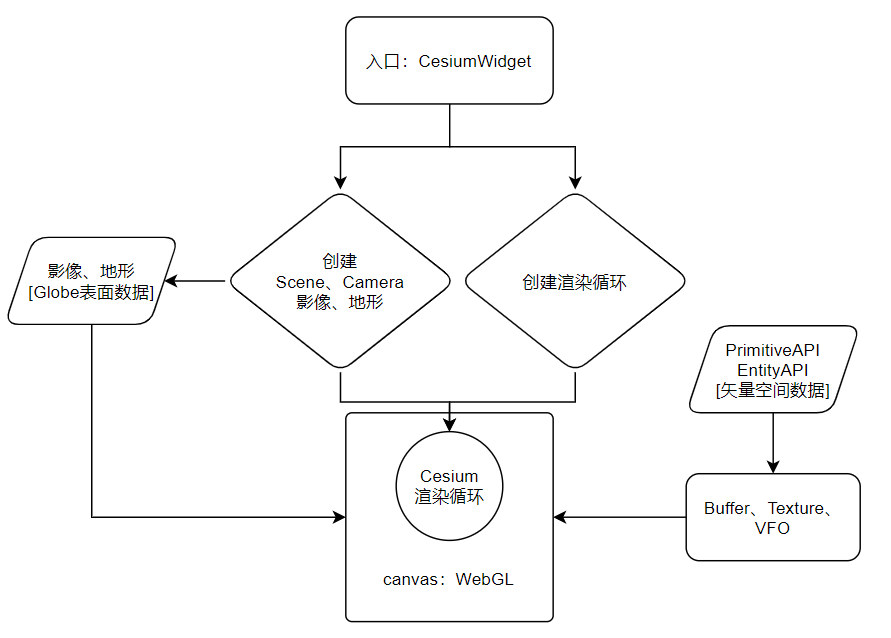 入口：CesiumWidget
创建
Scene、Camera
影像、地形
创建渲染循环
影像、地形
[Globe表面数据]
PrimitiveAPI
EntityAPI
[矢量空间数据]
Cesium
渲染循环
Buffer、Texture、
VFO
canvas：WebGL